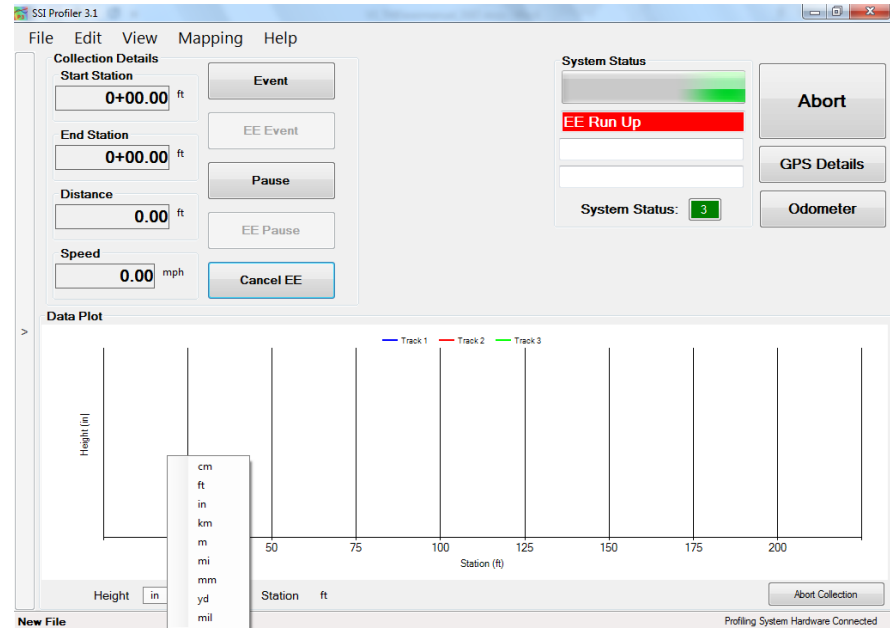 SSI Profiler 3.1
File Edit View Mapping Help
Collection Details
Start Station
0+00.00 ft
End Station
0+00.00 ft
Distance
0.00 ft
Speed
0.00 mph
Event
EE Event
Pause
EE Pause
Cancel EE
System Status
EE Run Up
System Status: 3
Abort
GPS Details
Odometer
>
Data Plot
Track 1 Track 2 Track 3
Height [in]
50 75 100 125 150 175 200
Station (ft)
cm
ft
in
km
m
mi
mm
yd
mil
Height in Station ft
Abort Collection
New File Profiling System Hardware Connected